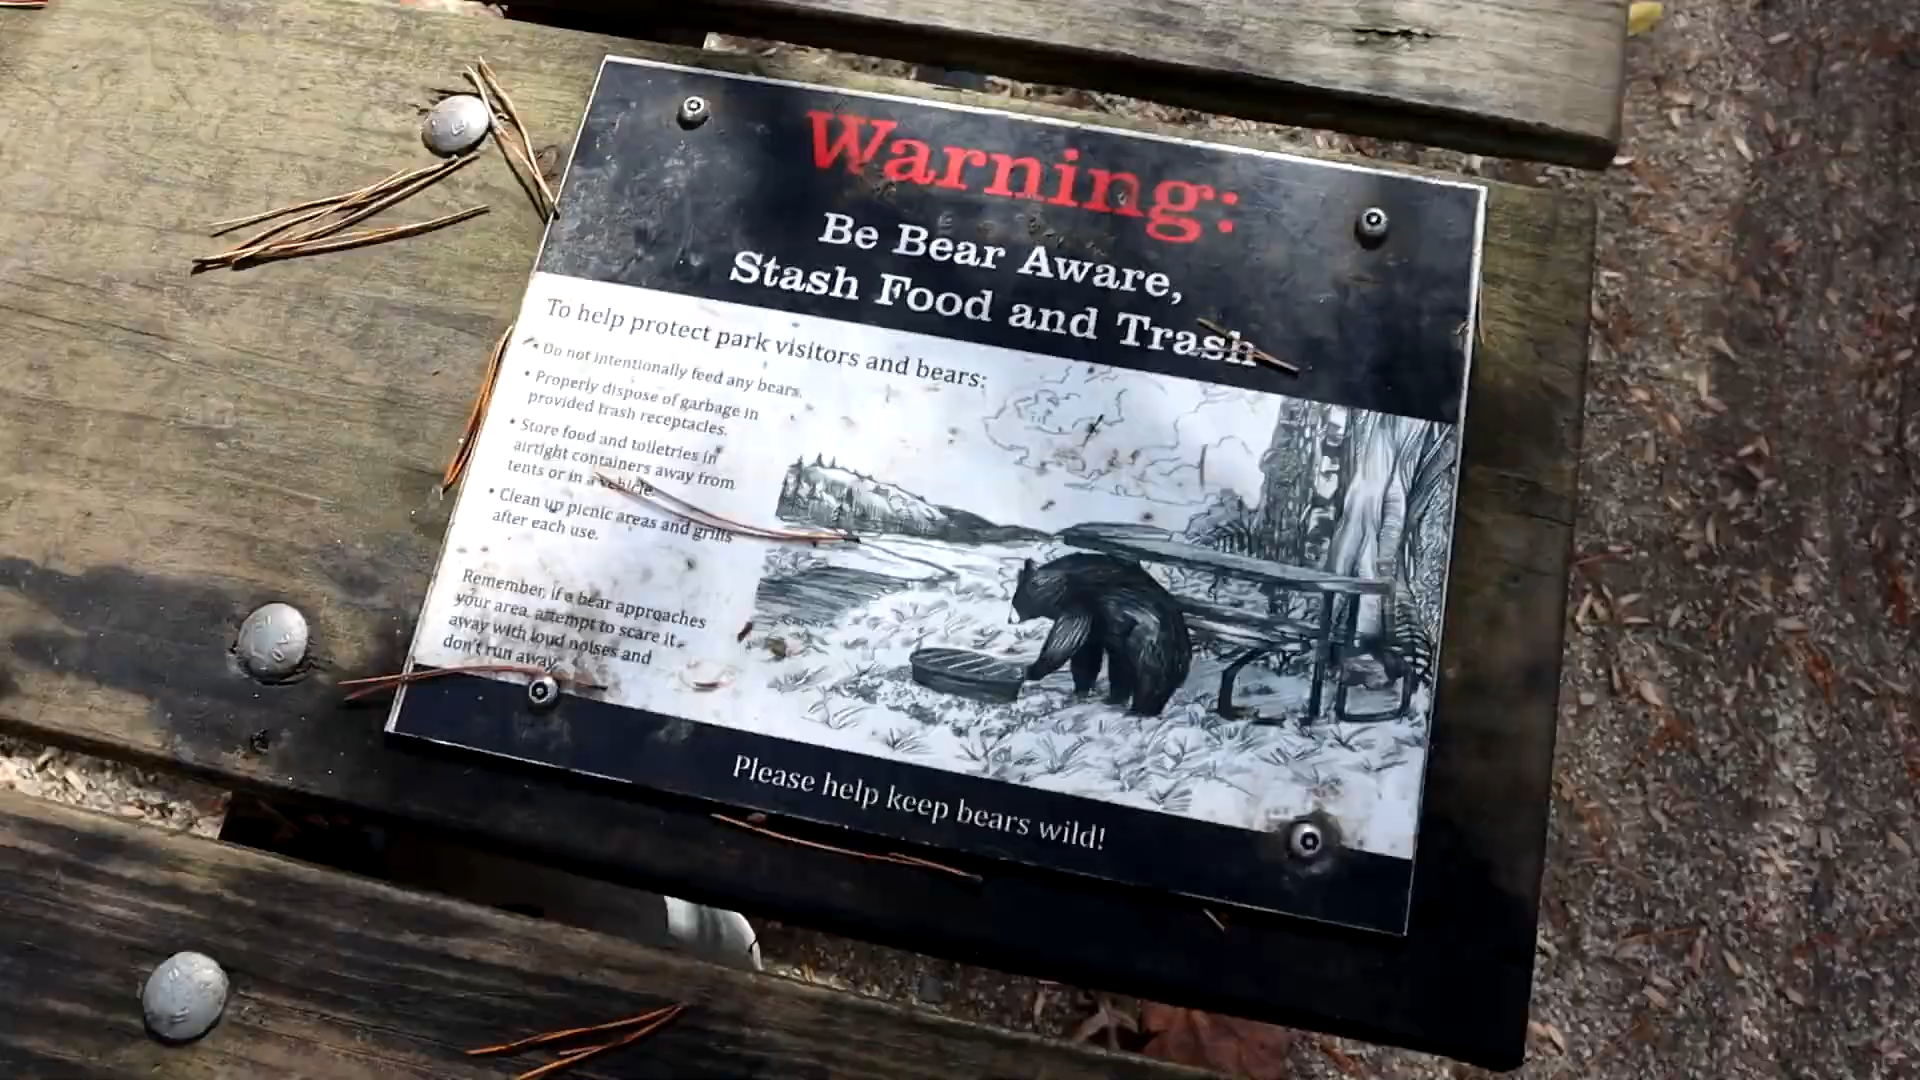 Warning:
Be Bear Aware,
Stash Food and Trash
To help protect park visitors and bears:
• Do not intentionally feed any bears.
• Properly dispose of garbage in
provided trash receptacles.
• Store food and toiletries in
airtight containers away from
tents or in a vehicle.
• Clean up picnic areas and grills
after each use.
Remember, if a bear approaches
your area, attempt to scare it
away with loud noises and
don't run away.
Please help keep bears wild!